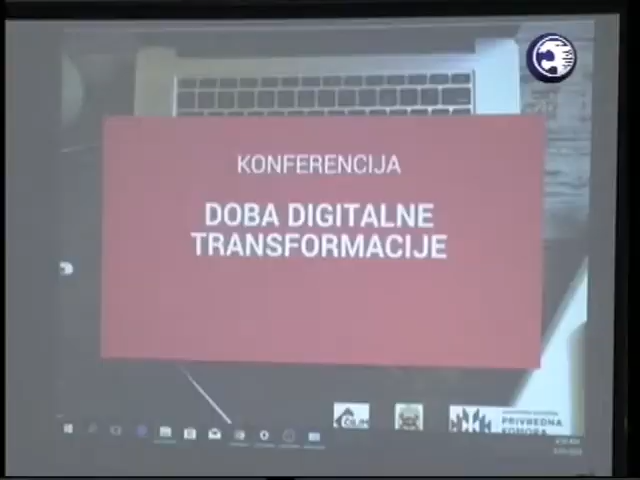 KONFERENCIJA
DOBA DIGITALNE
TRANSFORMACIJE
PRIVREDNA
KOMORA